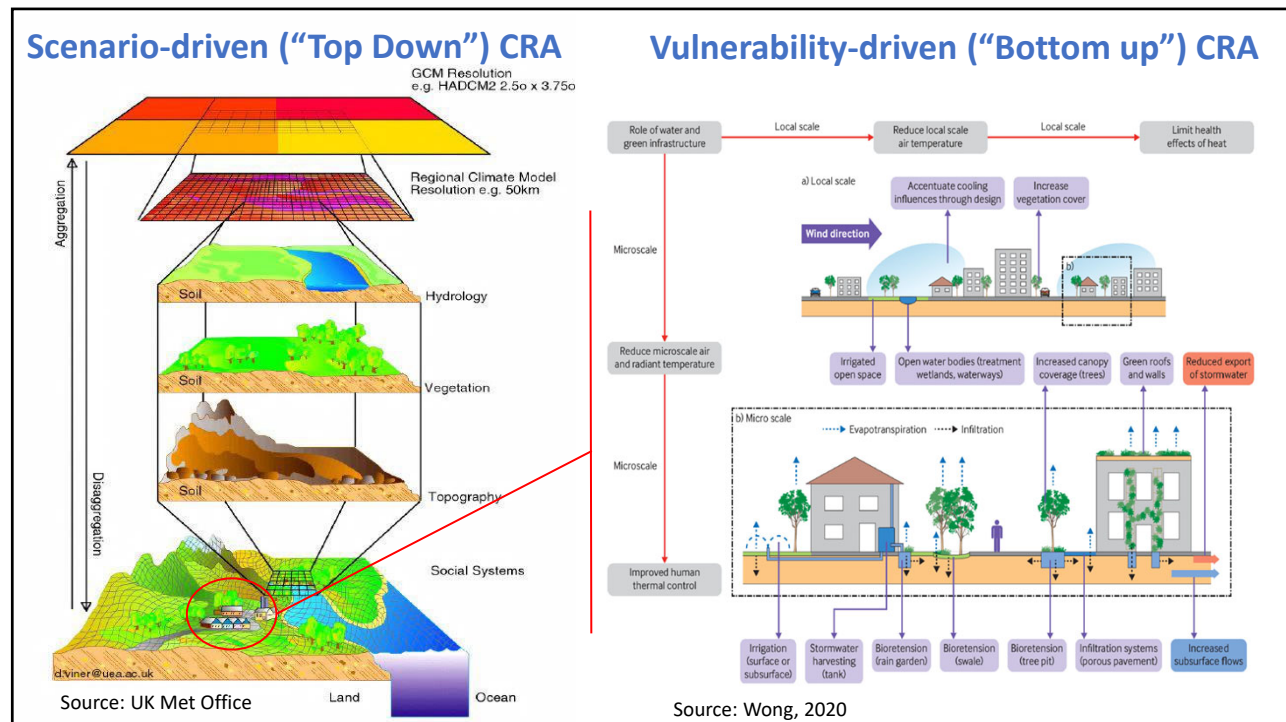 Scenario-driven (“Top Down”) CRA
GCM Resolution
e.g. HADCM2 2.5o x 3.75o
Regional Climate Model
Resolution e.g. 50km
Aggregation
Disaggregation
Soil
Hydrology
Soil
Vegetation
Soil
Topography
Social Systems
d.viner@uea.ac.uk
Land
Ocean
Source: UK Met Office
Vulnerability-driven (“Bottom up”) CRA
Role of water and
green infrastructure
Local scale
Reduce local scale
air temperature
Local scale
Limit health
effects of heat
a) Local scale
Accentuate cooling
influences through design
Increase
vegetation cover
Wind direction
b)
Microscale
Reduce microscale air
and radiant temperature
Irrigated
open space
Open water bodies (treatment
wetlands, waterways)
Increased canopy
coverage (trees)
Green roofs
and walls
Reduced export
of stormwater
b) Micro scale
Evapotranspiration
Infiltration
Microscale
Improved human
thermal control
Irrigation
(surface or
subsurface)
Stormwater
harvesting
(tank)
Bioretention
(rain garden)
Bioretention
(swale)
Bioretention
(tree pit)
Infiltration systems
(porous pavement)
Increased
subsurface flows
Source: Wong, 2020